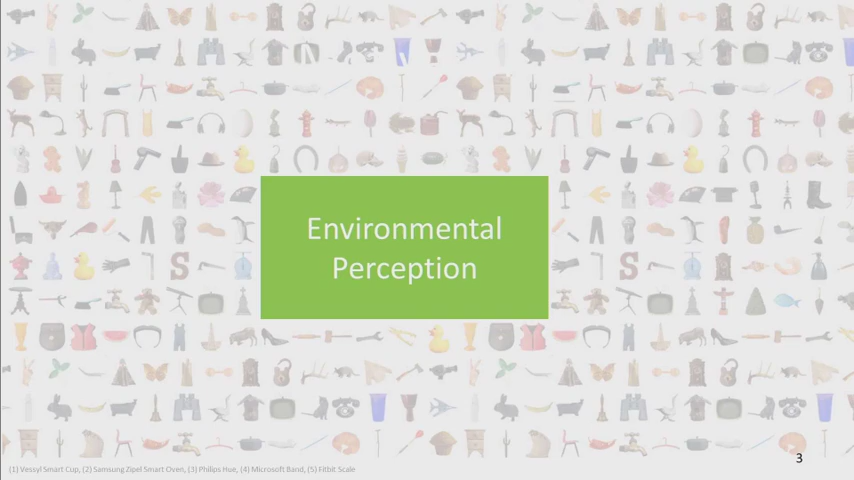 Environmental
Perception
3
(1) Vessyl Smart Cup, (2) Samsung Zipel Smart Oven, (3) Philips Hue, (4) Microsoft Band, (5) Fitbit Scale